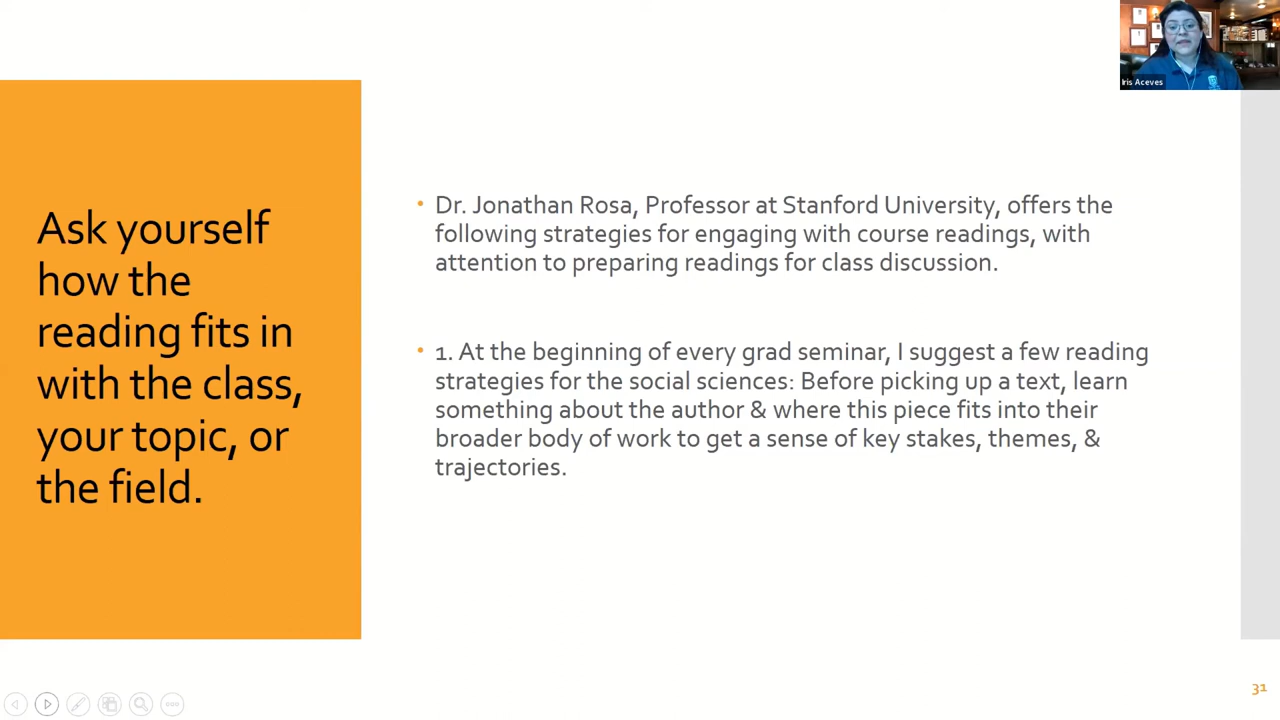 Iris Aceves
Ask yourself
how the
reading fits in
with the class,
your topic, or
the field.
• Dr. Jonathan Rosa, Professor at Stanford University, offers the
following strategies for engaging with course readings, with
attention to preparing readings for class discussion.
• 1. At the beginning of every grad seminar, I suggest a few reading
strategies for the social sciences: Before picking up a text, learn
something about the author & where this piece fits into their
broader body of work to get a sense of key stakes, themes, &
trajectories.
31